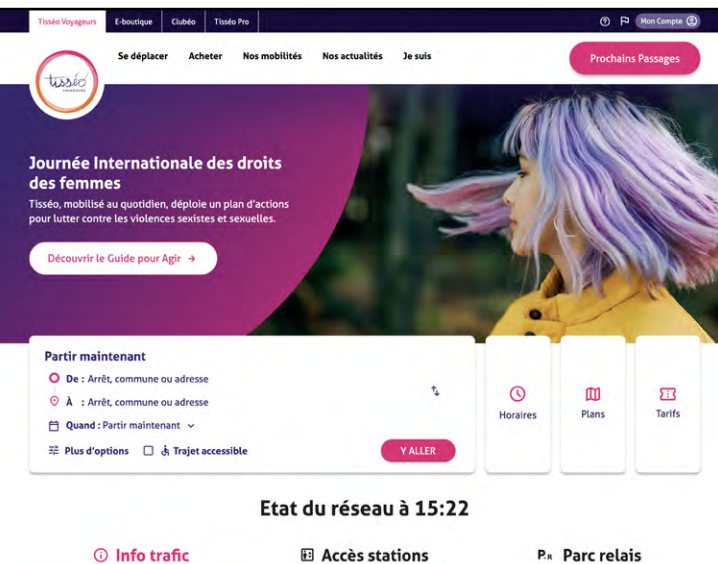 Tisséo Voyageurs
E-boutique
Clubéo
Tisséo Pro
Mon Compte
tisséo
VOYAGEURS
Se déplacer
Acheter
Nos mobilités
Nos actualités
Je suis
Prochains Passages
Journée Internationale des droits
des femmes
Tisséo, mobilisé au quotidien, déploie un plan d'actions
pour lutter contre les violences sexistes et sexuelles.
Découvrir le Guide pour Agir →
Partir maintenant
De : Arrêt, commune ou adresse
À : Arrêt, commune ou adresse
Quand : Partir maintenant
Plus d'options
Trajet accessible
Y ALLER
Horaires
Plans
Tarifs
Etat du réseau à 15:22
Info trafic
Accès stations
P+R Parc relais